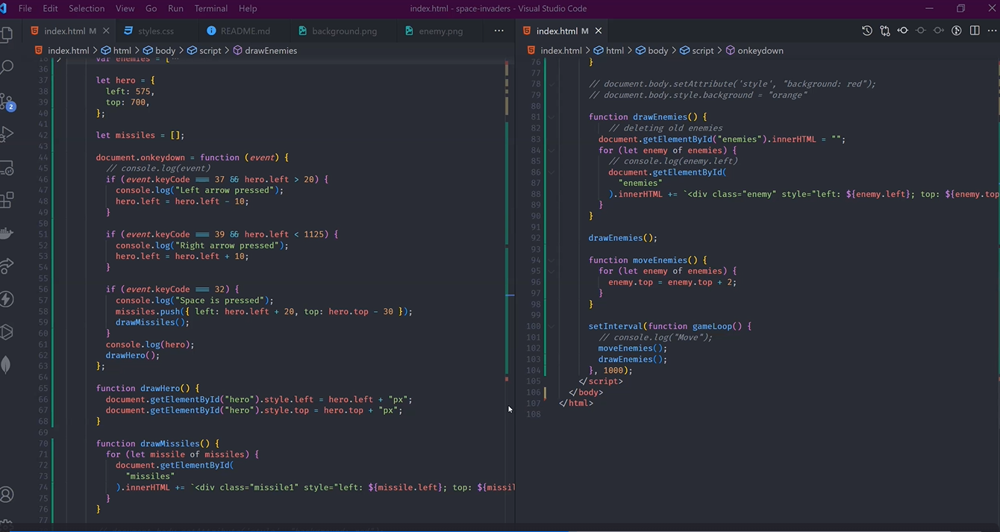 File Edit Selection View Go Run Terminal Help index.html - space-invaders - Visual Studio Code
index.html M styles.css README.md background.png enemy.png ...
index.html > html > body > script > drawEnemies
2
36
37 let hero = {
38 left: 575,
39 top: 700,
40 };
41
42 let missiles = [];
43
44 document.onkeydown = function (event) {
45 // console.log(event)
46 if (event.keyCode === 37 && hero.left > 20) {
47 console.log("Left arrow pressed");
48 hero.left = hero.left - 10;
49 }
50
51 if (event.keyCode === 39 && hero.left < 1125) {
52 console.log("Right arrow pressed");
53 hero.left = hero.left + 10;
54 }
55
56 if (event.keyCode === 32) {
57 console.log("Space is pressed");
58 missiles.push({ left: hero.left + 20, top: hero.top - 30 });
59 drawMissiles();
60 }
61 console.log(hero);
62 drawHero();
63 };
64
65 function drawHero() {
66 document.getElementById("hero").style.left = hero.left + "px";
67 document.getElementById("hero").style.top = hero.top + "px";
68 }
69
70 function drawMissiles() {
71 for (let missile of missiles) {
72 document.getElementById(
73 "missiles"
74 ).innerHTML += `<div class="missile1" style="left: ${missile.left}; top: ${missil
75 }
76 }
77
index.html M
index.html > html > body > script > onkeydown
76 }
77
78 // document.body.setAttribute('style', "background: red");
79 // document.body.style.background = "orange"
80
81 function drawEnemies() {
82 // deleting old enemies
83 document.getElementById("enemies").innerHTML = "";
84 for (let enemy of enemies) {
85 // console.log(enemy.left)
86 document.getElementById(
87 "enemies"
88 ).innerHTML += `<div class="enemy" style="left: ${enemy.left}; top: ${enemy.top
89 }
90 }
91
92 drawEnemies();
93
94 function moveEnemies() {
95 for (let enemy of enemies) {
96 enemy.top = enemy.top + 2;
97 }
98 }
99
100 setInterval(function gameLoop() {
101 // console.log("Move");
102 moveEnemies();
103 drawEnemies();
104 }, 1000);
105 </script>
106 </body>
107 </html>
108